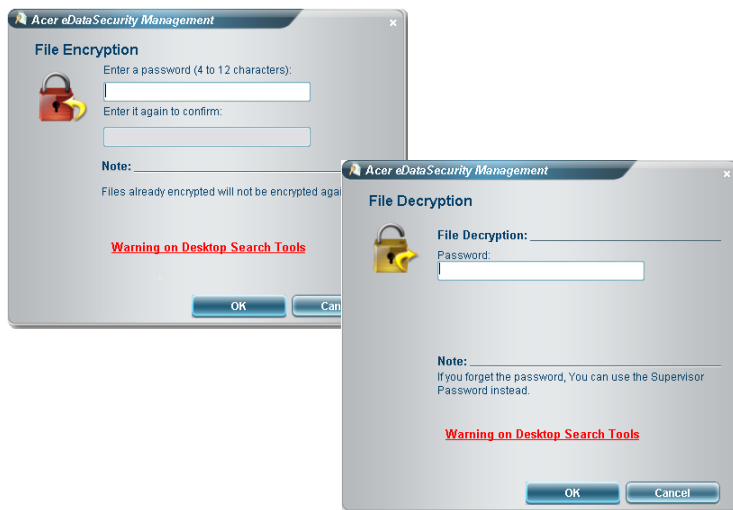 Acer eDataSecurity Management
File Encryption
Enter a password (4 to 12 characters):
Enter it again to confirm:
Note:
Files already encrypted will not be encrypted agai
Warning on Desktop Search Tools
OK
Can
Acer eDataSecurity Management
File Decryption
File Decryption:
Password:
Note:
If you forget the password, You can use the Supervisor
Password instead.
Warning on Desktop Search Tools
OK
Cancel